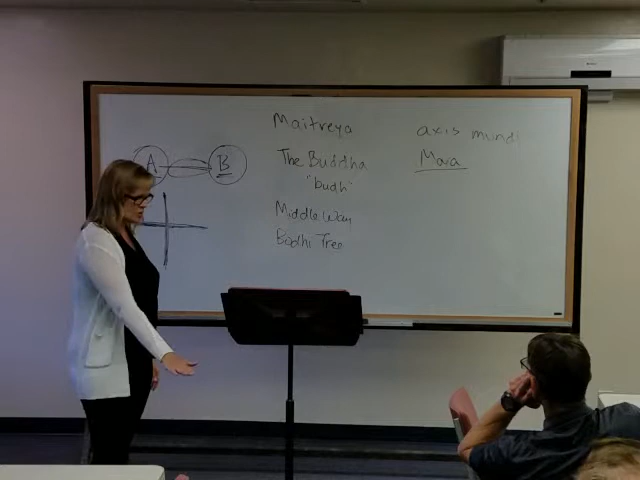 A B
Maitreya
The Buddha
"budh"
Middle Way
Bodhi Tree
axis mundi
Mara